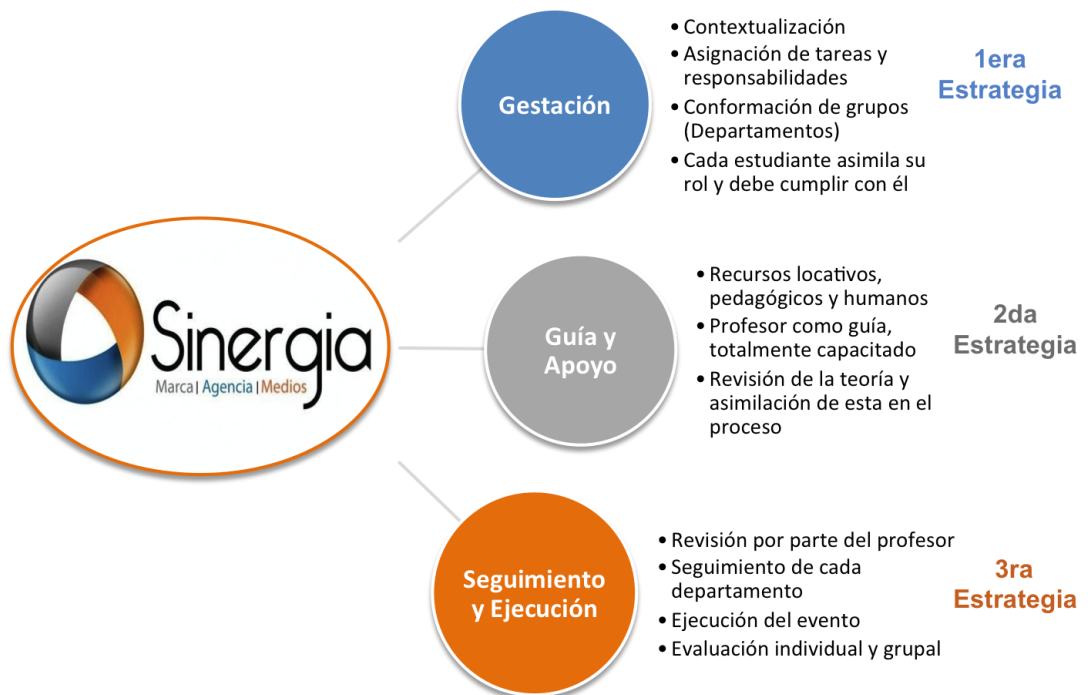 Sinergia
Marca| Agencia |Medios
Gestación
• Contextualización
• Asignación de tareas y
responsabilidades
• Conformación de grupos
(Departamentos)
• Cada estudiante asimila su
rol y debe cumplir con él
1era
Estrategia
Guía y
Apoyo
• Recursos locativos,
pedagógicos y humanos
• Profesor como guía,
totalmente capacitado
• Revisión de la teoría y
asimilación de esta en el
proceso
2da
Estrategia
Seguimiento
y Ejecución
• Revisión por parte del profesor
• Seguimiento de cada
departamento
• Ejecución del evento
• Evaluación individual y grupal
3ra
Estrategia